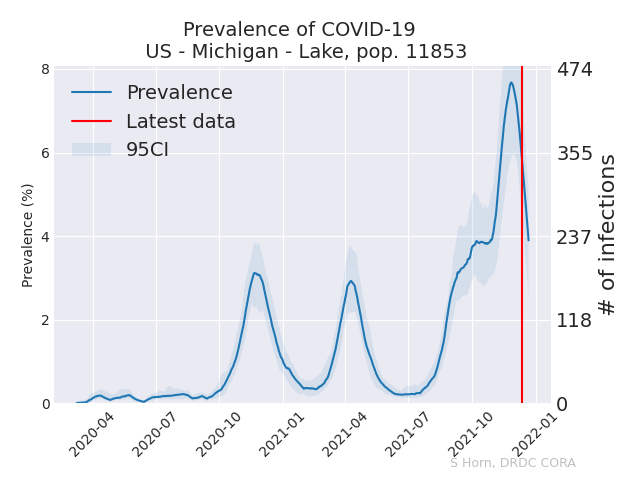 Prevalence of COVID-19
US - Michigan - Lake, pop. 11853
Prevalence
Latest data
95CI
Prevalence (%)
8
6
4
2
0
474
355
237
118
0
# of infections
2020-04
2020-07
2020-10
2021-01
2021-04
2021-07
2021-10
2022-01
S Horn, DRDC CORA